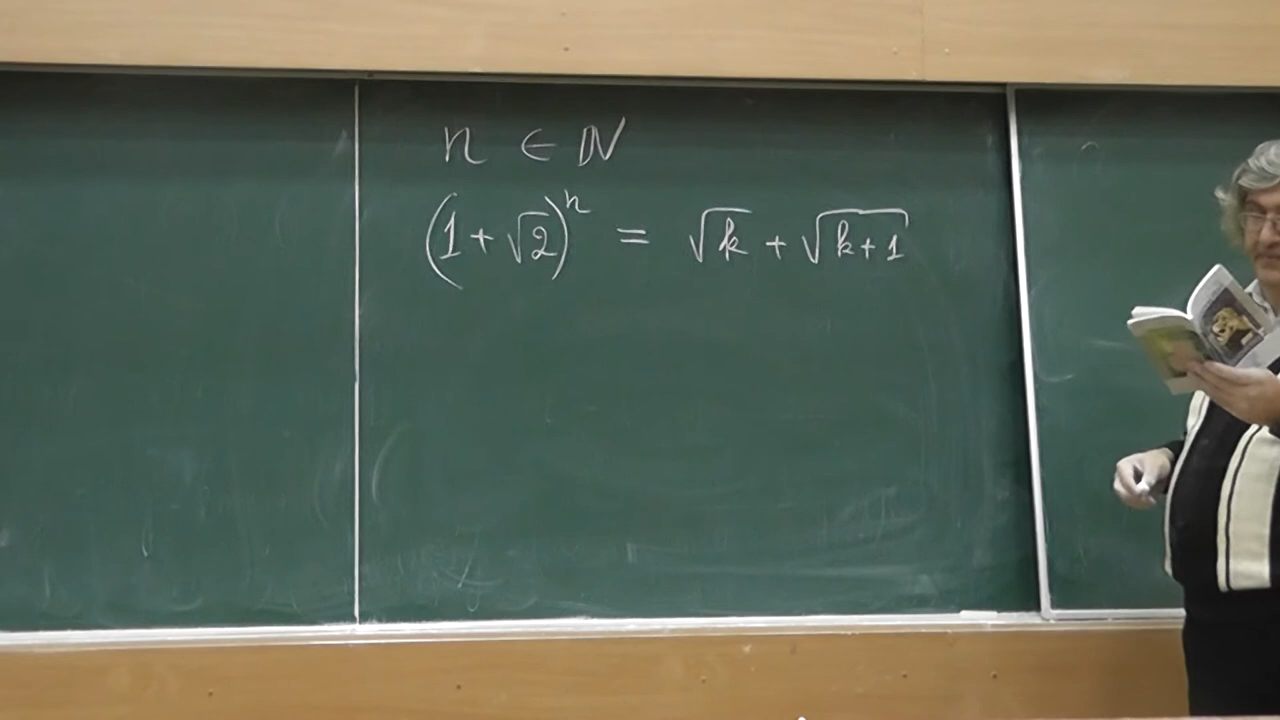 n ∈ ℕ
(1+√2)ⁿ = √k + √(k+1)